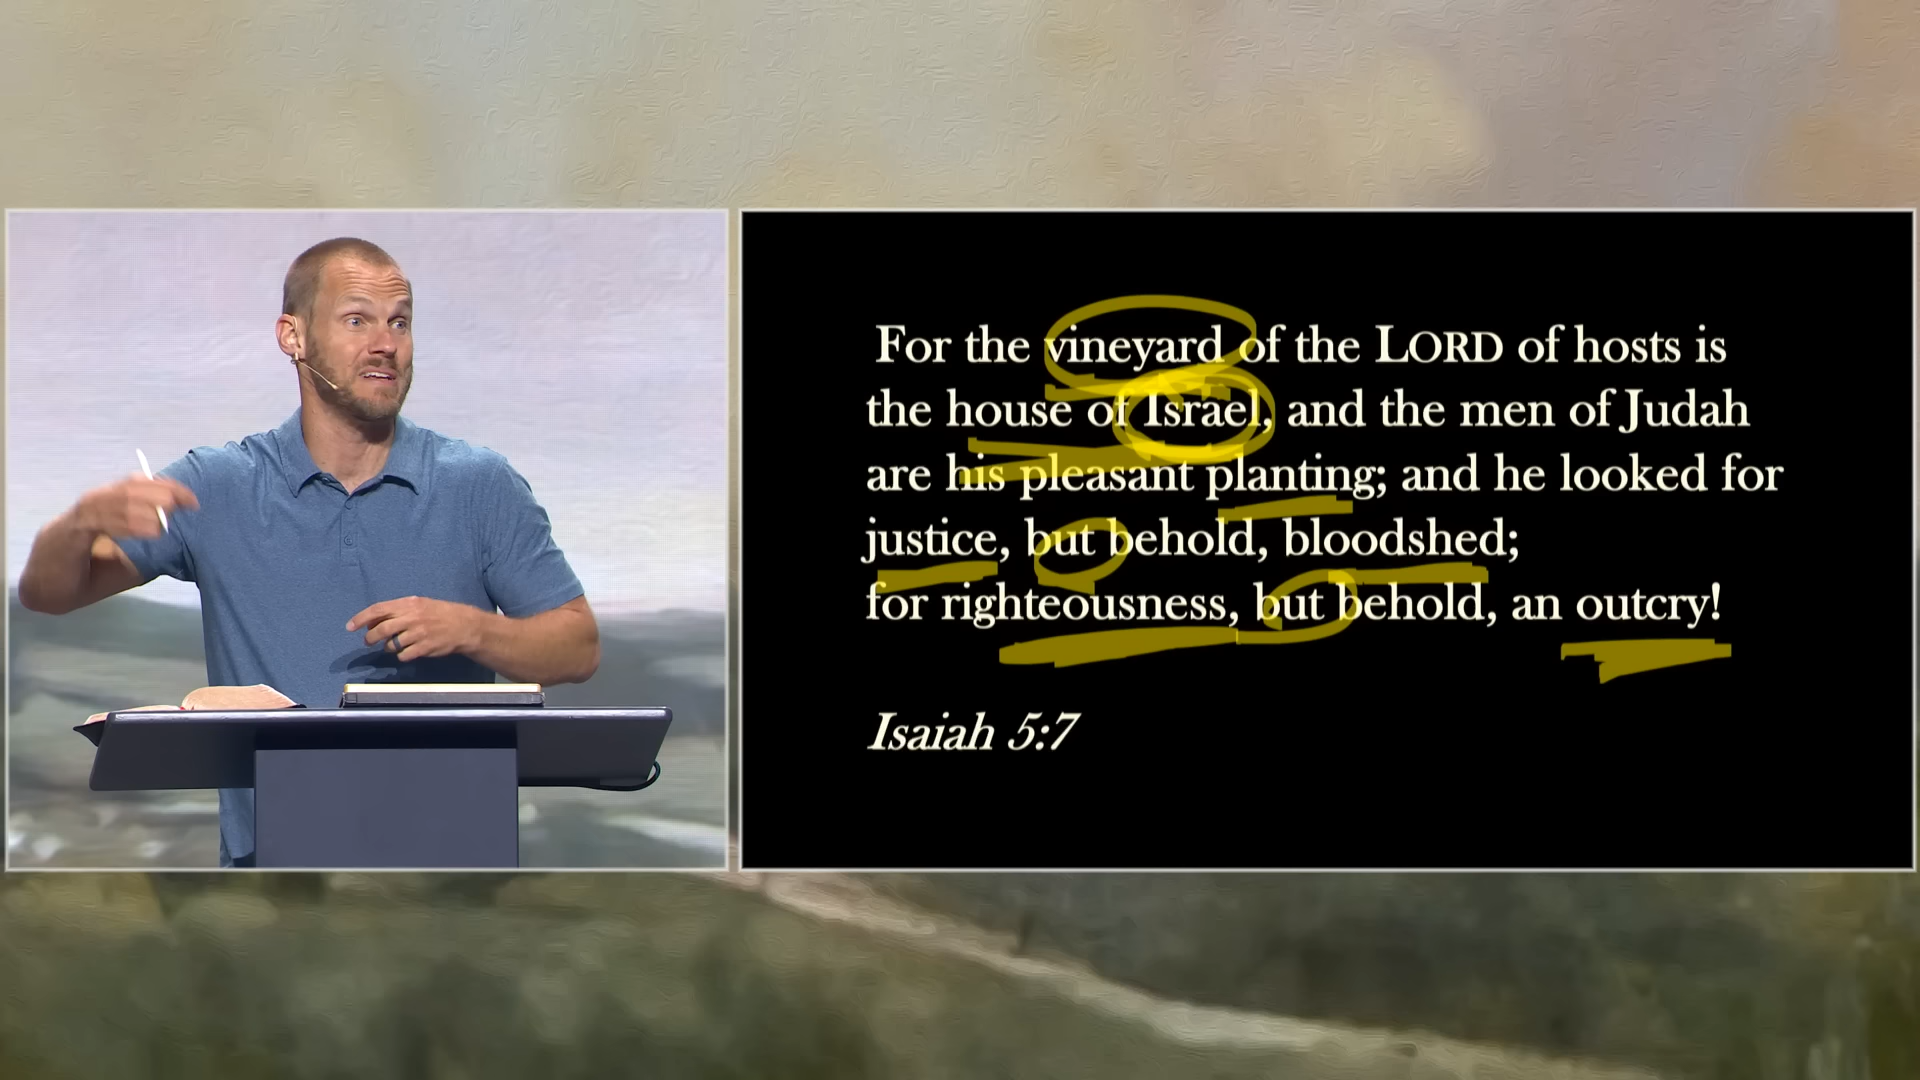 For the vineyard of the LORD of hosts is
the house of Israel, and the men of Judah
are his pleasant planting; and he looked for
justice, but behold, bloodshed;
for righteousness, but behold, an outcry!
Isaiah 5:7